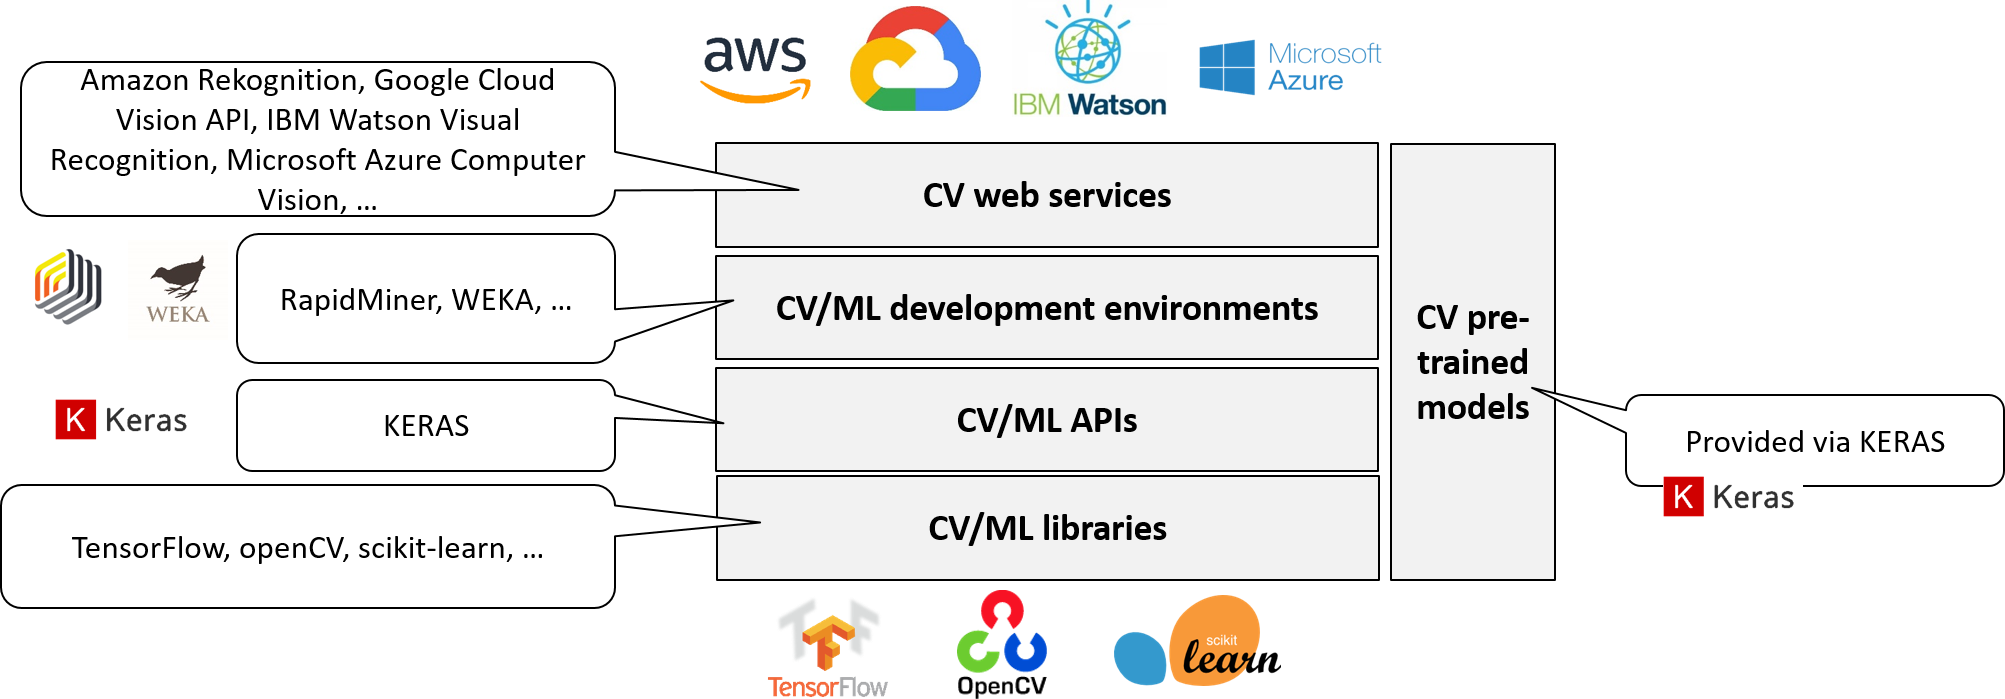 aws
IBM Watson
Microsoft
Azure
Amazon Rekognition, Google Cloud
Vision API, IBM Watson Visual
Recognition, Microsoft Azure Computer
Vision, ...
CV web services
WEKA
RapidMiner, WEKA, ...
CV/ML development environments
CV pre-
trained
models
K Keras
KERAS
CV/ML APIs
Provided via KERAS
K Keras
TensorFlow, openCV, scikit-learn, ...
CV/ML libraries
TensorFlow
OpenCV
scikit
learn